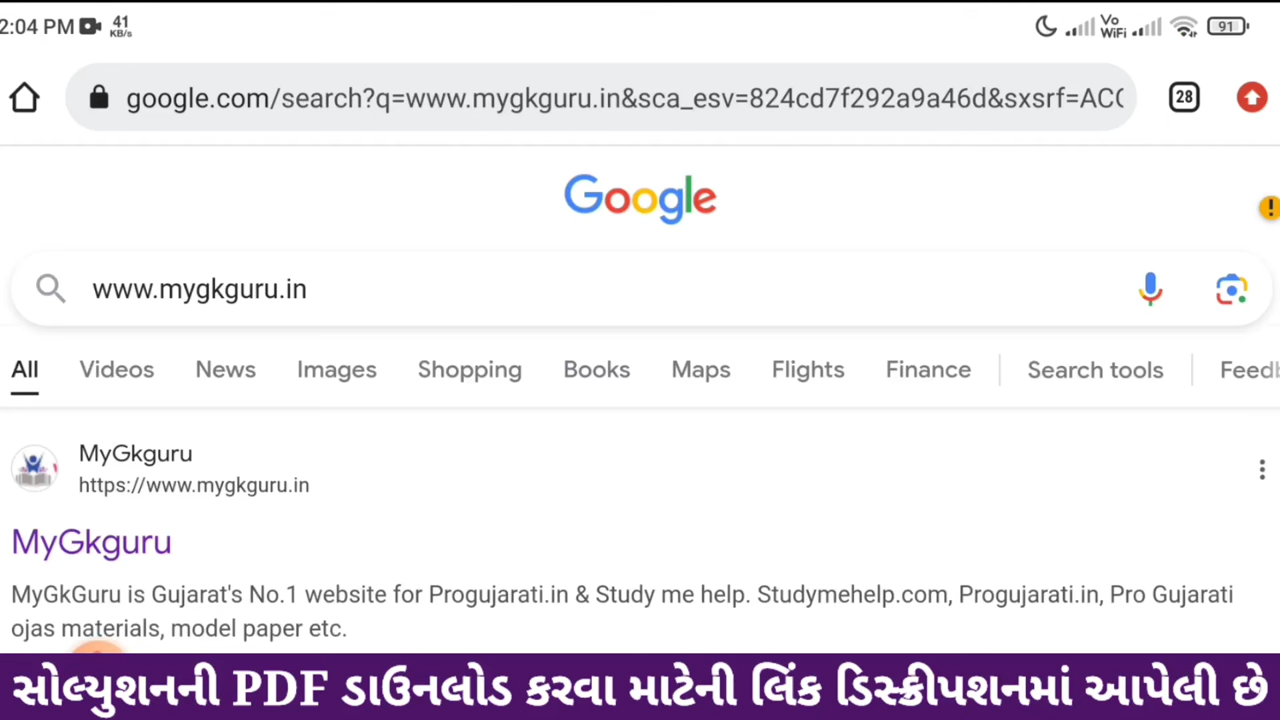 2:04 PM 41 KB/s Vo WiFi 91
google.com/search?q=www.mygkguru.in&sca_esv=824cd7f292a9a46d&sxsrf=AC 28
Google
www.mygkguru.in
All Videos News Images Shopping Books Maps Flights Finance Search tools Feedb
MyGkguru
https://www.mygkguru.in
MyGkguru
MyGkGuru is Gujarat's No.1 website for Progujarati.in & Study me help. Studymehelp.com, Progujarati.in, Pro Gujarati
ojas materials, model paper etc.
સોલ્યુશનની PDF ડાઉનલોડ કરવા માટેની લિંક ડિસ્ક્રીપશનમાં આપેલી છે